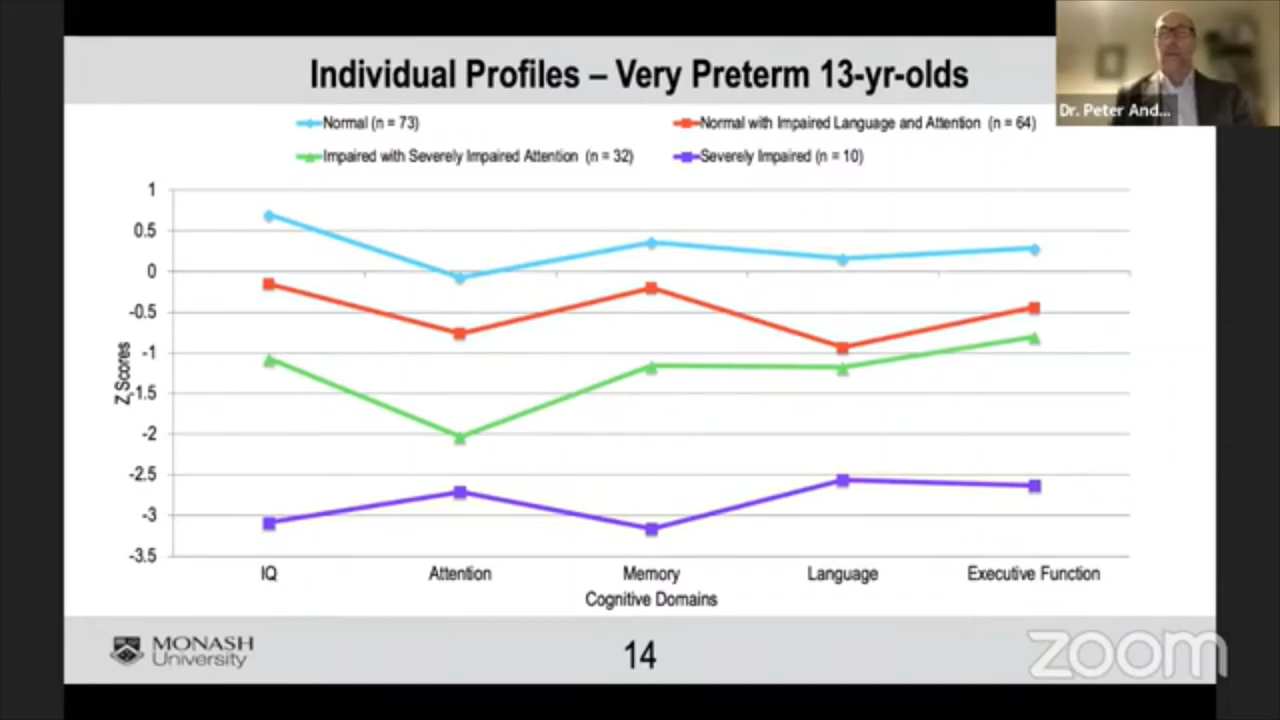 Individual Profiles – Very Preterm 13-yr-olds
Dr. Peter And...
Normal (n = 73)
Normal with Impaired Language and Attention (n = 64)
Impaired with Severely Impaired Attention (n = 32)
Severely Impaired (n = 10)
1
0.5
0
-0.5
-1
-1.5
-2
-2.5
-3
-3.5
Z Scores
IQ
Attention
Memory
Language
Executive Function
Cognitive Domains
MONASH
University
14
zoom